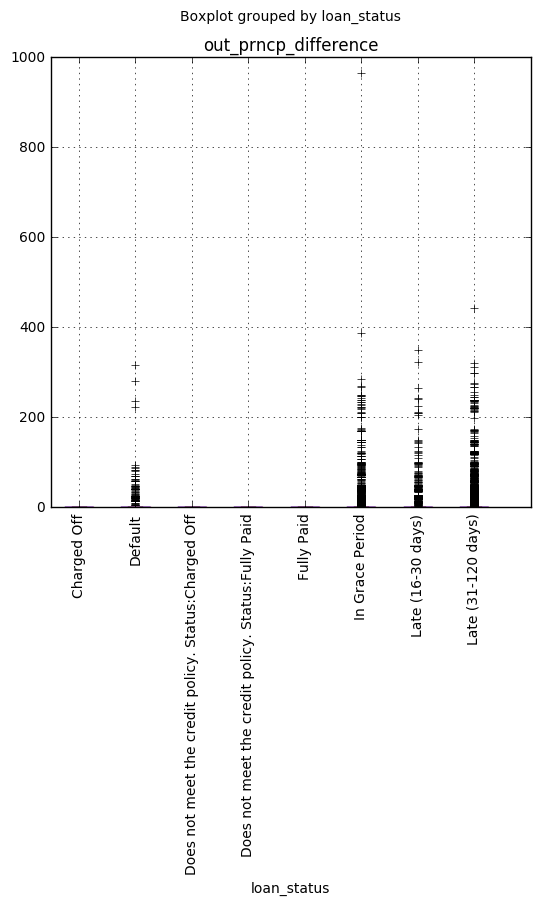 Boxplot grouped by loan_status
out_prncp_difference
1000
800
600
400
200
0
Charged Off
Default
Does not meet the credit policy. Status:Charged Off
Does not meet the credit policy. Status:Fully Paid
Fully Paid
In Grace Period
Late (16-30 days)
Late (31-120 days)
loan_status